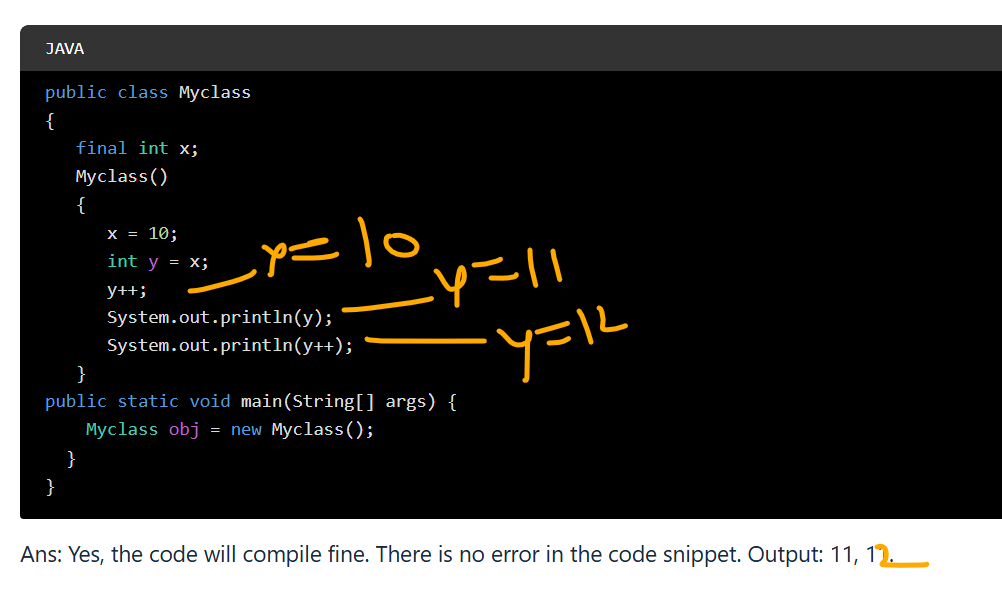 JAVA
public class Myclass
{
final int x;
Myclass()
{
x = 10;
int y = x;
y++;
System.out.println(y);
System.out.println(y++);
}
public static void main(String[] args) {
Myclass obj = new Myclass();
}
}
y=10
y=11
y=12
Ans: Yes, the code will compile fine. There is no error in the code snippet. Output: 11, 12.